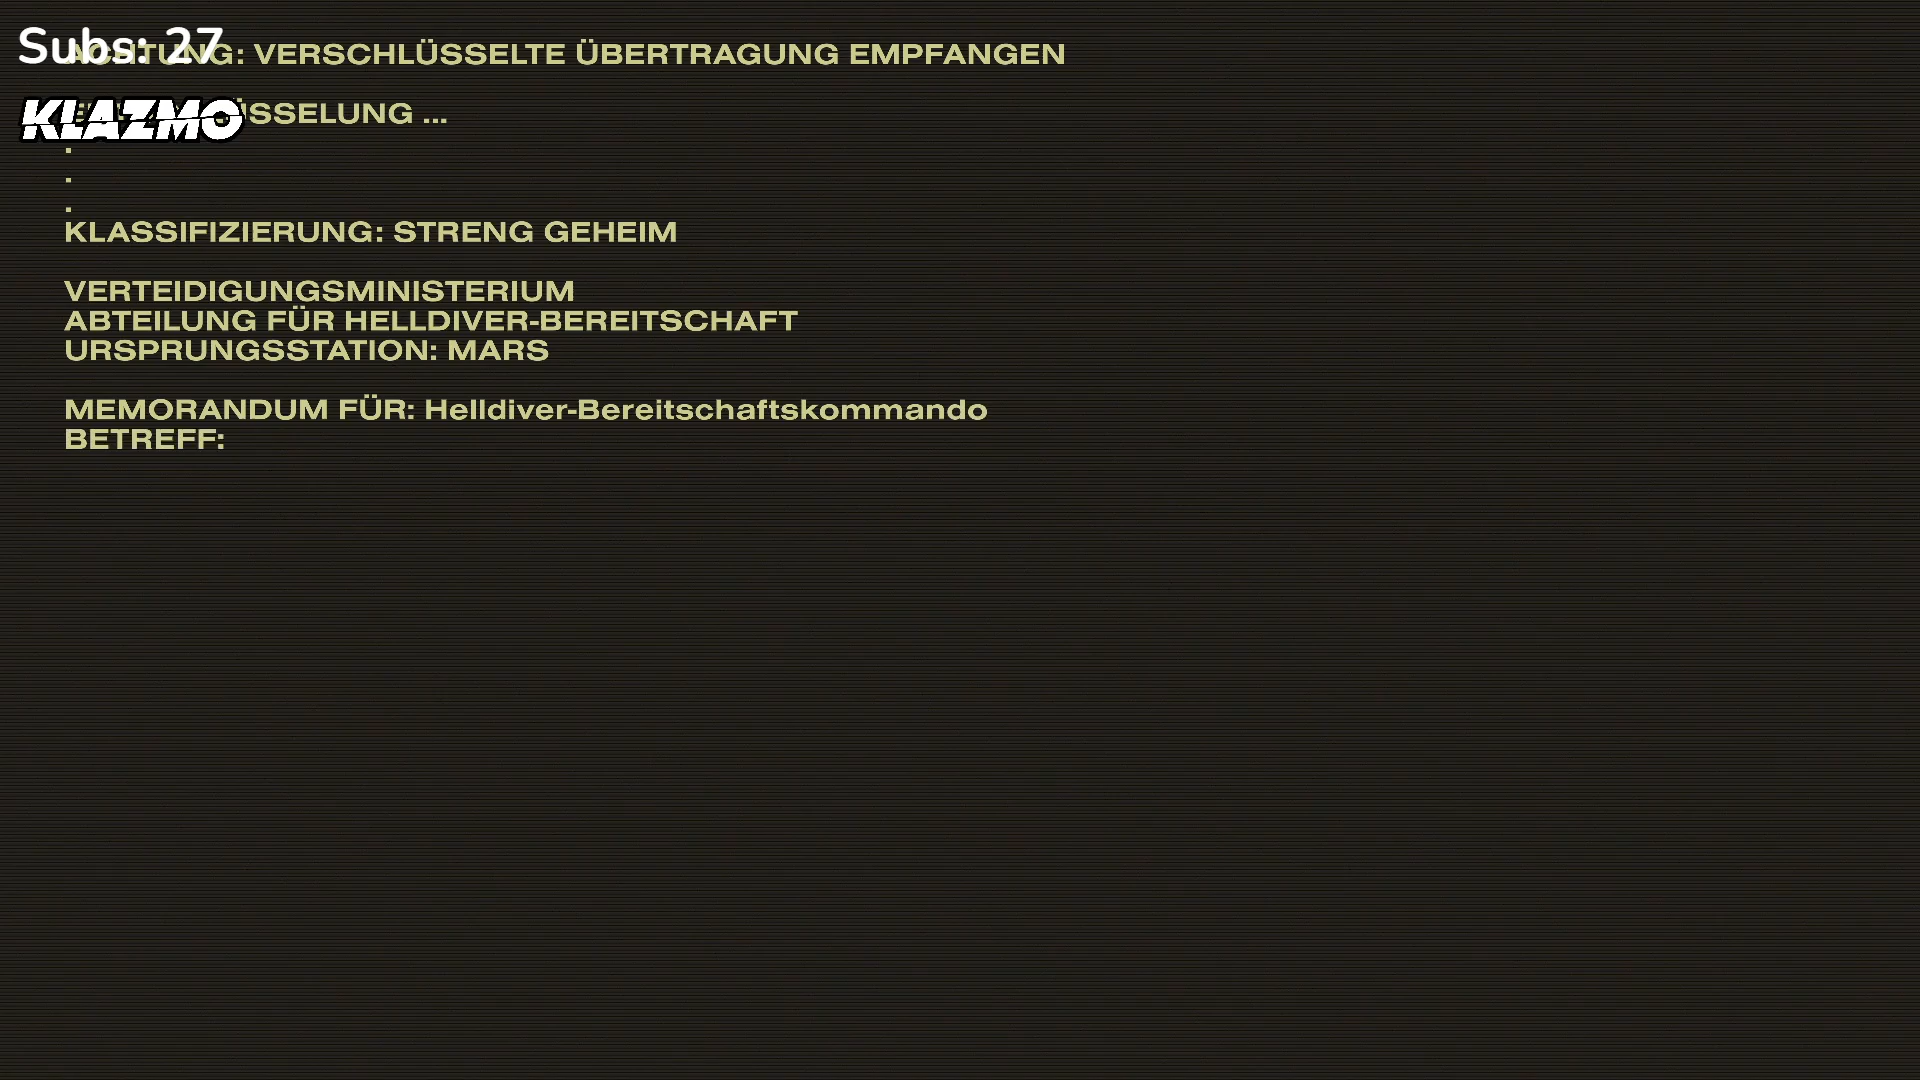 Subs: 27
ACHTUNG: VERSCHLÜSSELTE ÜBERTRAGUNG EMPFANGEN
KLAZMO
...
.
.
.
KLASSIFIZIERUNG: STRENG GEHEIM
VERTEIDIGUNGSMINISTERIUM
ABTEILUNG FÜR HELLDIVER-BEREITSCHAFT
URSPRUNGSSTATION: MARS
MEMORANDUM FÜR: Helldiver-Bereitschaftskommando
BETREFF: